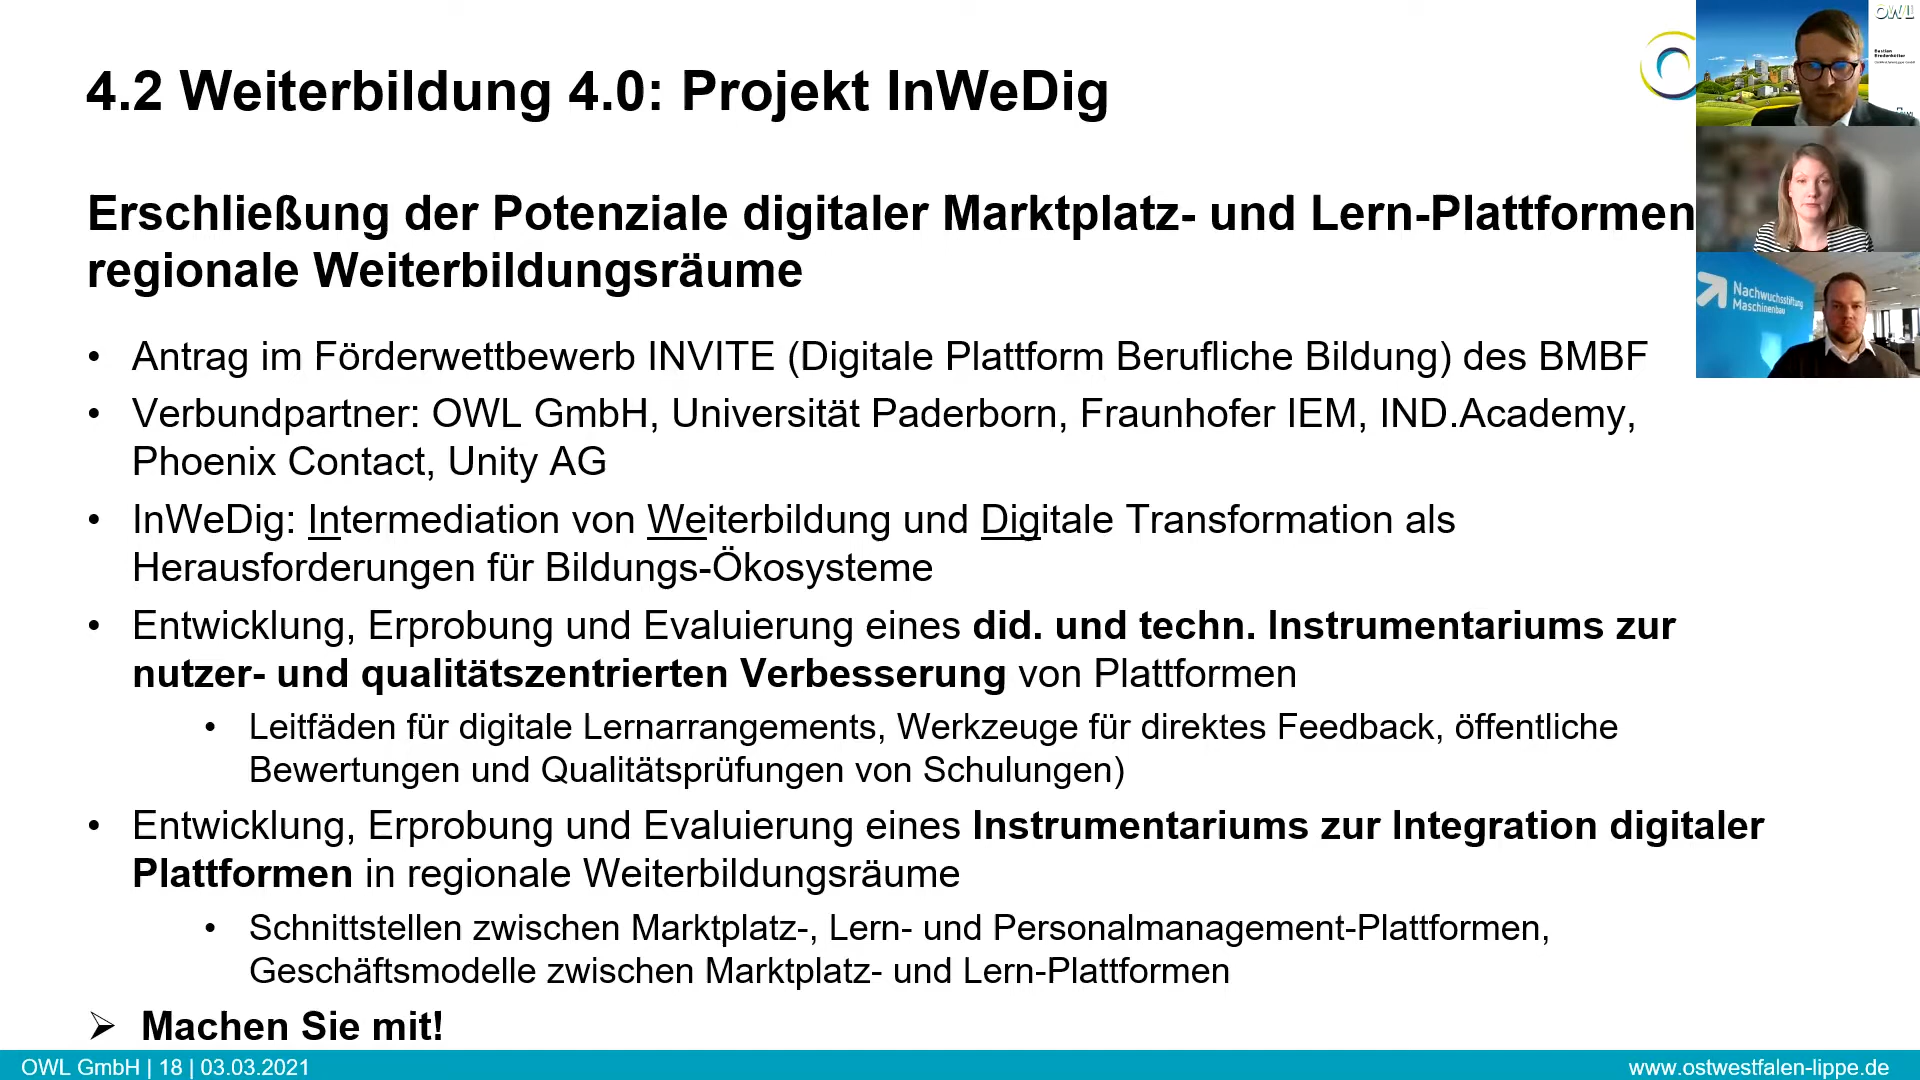 4.2 Weiterbildung 4.0: Projekt InWeDig
OWL
Bastian
Erschließung der Potenziale digitaler Marktplatz- und Lern-Plattformen
regionale Weiterbildungsräume
Nachwuchsstiftung
Maschinenbau
• Antrag im Förderwettbewerb INVITE (Digitale Plattform Berufliche Bildung) des BMBF
• Verbundpartner: OWL GmbH, Universität Paderborn, Fraunhofer IEM, IND.Academy,
Phoenix Contact, Unity AG
• InWeDig: Intermediation von Weiterbildung und Digitale Transformation als
Herausforderungen für Bildungs-Ökosysteme
• Entwicklung, Erprobung und Evaluierung eines did. und techn. Instrumentariums zur
nutzer- und qualitätszentrierten Verbesserung von Plattformen
• Leitfäden für digitale Lernarrangements, Werkzeuge für direktes Feedback, öffentliche
Bewertungen und Qualitätsprüfungen von Schulungen)
• Entwicklung, Erprobung und Evaluierung eines Instrumentariums zur Integration digitaler
Plattformen in regionale Weiterbildungsräume
• Schnittstellen zwischen Marktplatz-, Lern- und Personalmanagement-Plattformen,
Geschäftsmodelle zwischen Marktplatz- und Lern-Plattformen
➢ Machen Sie mit!
OWL GmbH | 18 | 03.03.2021
www.ostwestfalen-lippe.de